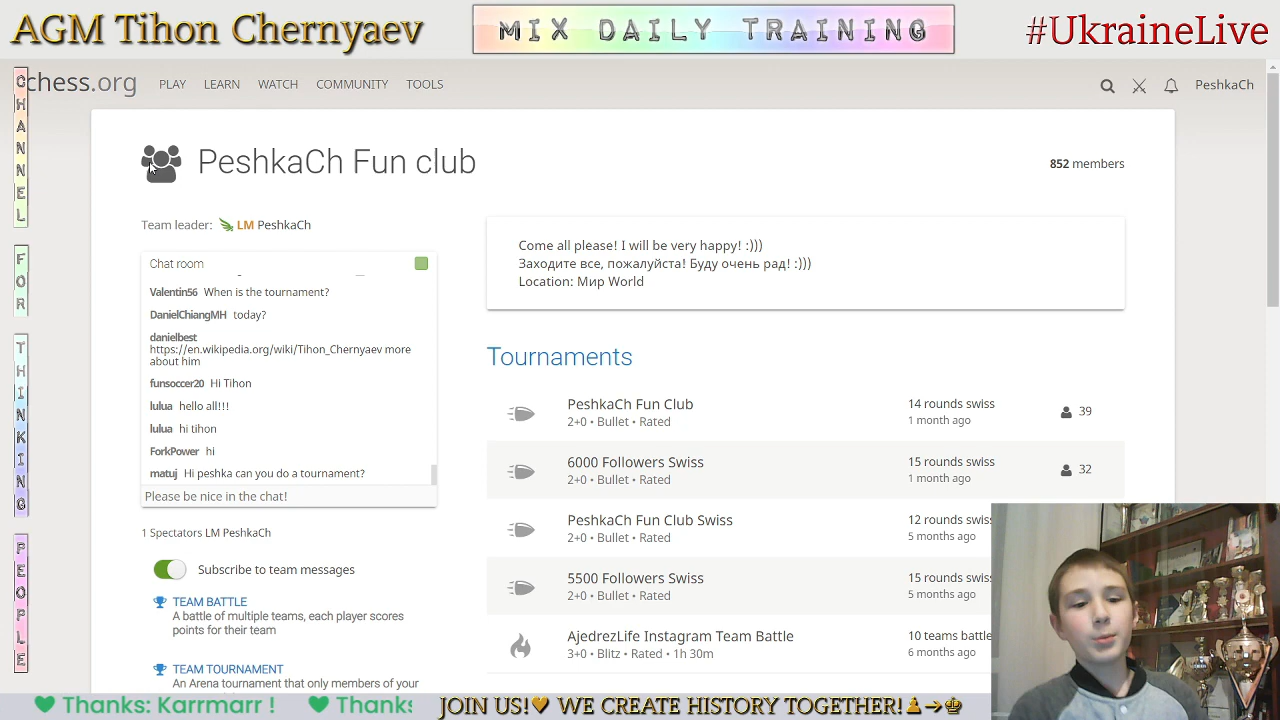 AGM Tihon Chernyaev
MIX DAILY TRAINING
#UkraineLive
CHANNEL FOR THINKING PEOPLE
chess.org
PLAY LEARN WATCH COMMUNITY TOOLS
PeshkaCh
PeshkaCh Fun club
852 members
Team leader: LM PeshkaCh
Chat room
Valentin56 When is the tournament?
DanielChiangMH today?
danielbest
https://en.wikipedia.org/wiki/Tihon_Chernyaev more
about him
funsoccer20 Hi Tihon
lulua hello all!!!
lulua hi tihon
ForkPower hi
matuj Hi peshka can you do a tournament?
Please be nice in the chat!
1 Spectators LM PeshkaCh
Subscribe to team messages
TEAM BATTLE
A battle of multiple teams, each player scores
points for their team
TEAM TOURNAMENT
An Arena tournament that only members of your
Come all please! I will be very happy! :)))
Заходите все, пожалуйста! Буду очень рад! :)))
Location: Мир World
Tournaments
PeshkaCh Fun Club 14 rounds swiss 39
2+0 • Bullet • Rated 1 month ago
6000 Followers Swiss 15 rounds swiss 32
2+0 • Bullet • Rated 1 month ago
PeshkaCh Fun Club Swiss 12 rounds swiss
2+0 • Bullet • Rated 5 months ago
5500 Followers Swiss 15 rounds swiss
2+0 • Bullet • Rated 5 months ago
AjedrezLife Instagram Team Battle 10 teams battle
3+0 • Blitz • Rated • 1h 30m 6 months ago
Thanks: Karrmarr ! Thanks
JOIN US! WE CREATE HISTORY TOGETHER!